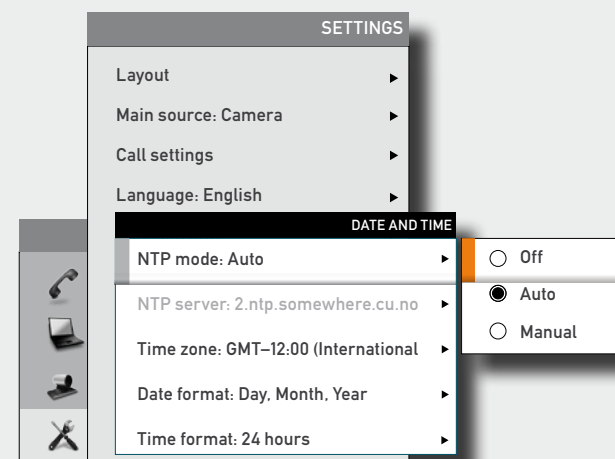 SETTINGS
Layout
Main source: Camera
Call settings
Language: English
DATE AND TIME
NTP mode: Auto
NTP server: 2.ntp.somewhere.cu.no
Time zone: GMT–12:00 (International
Date format: Day, Month, Year
Time format: 24 hours
Off
Auto
Manual